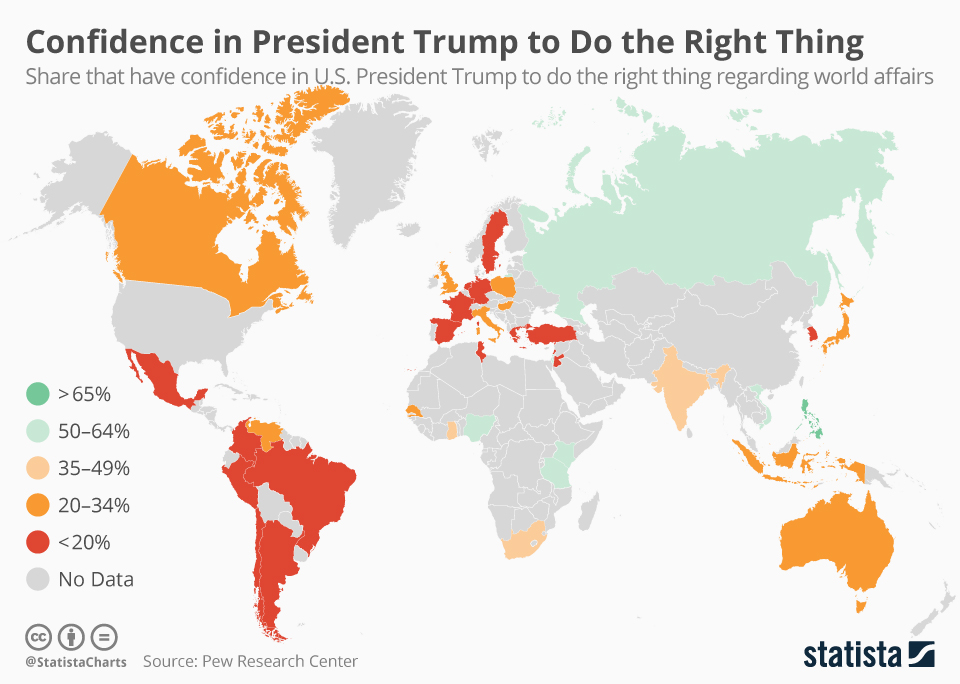 Confidence in President Trump to Do the Right Thing
Share that have confidence in U.S. President Trump to do the right thing regarding world affairs
>65%
50–64%
35–49%
20–34%
<20%
No Data
cc
@StatistaCharts Source: Pew Research Center
statista